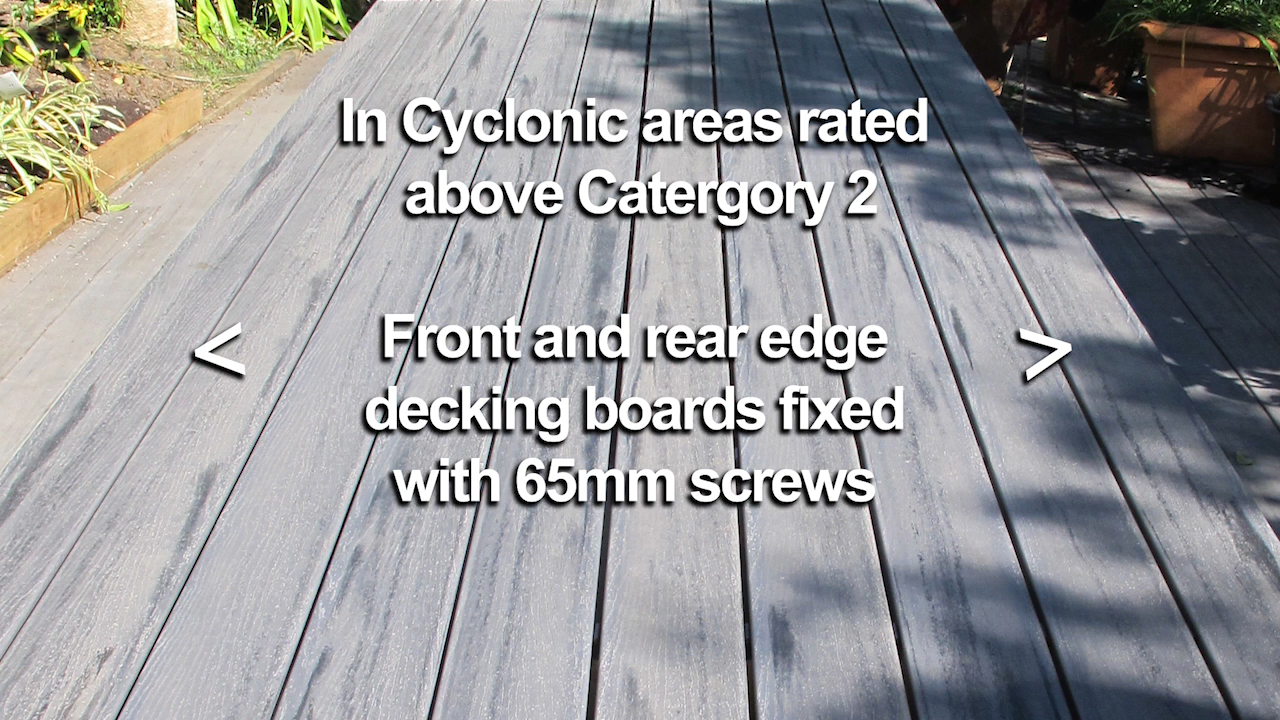 In Cyclonic areas rated
above Catergory 2
< Front and rear edge >
decking boards fixed
with 65mm screws